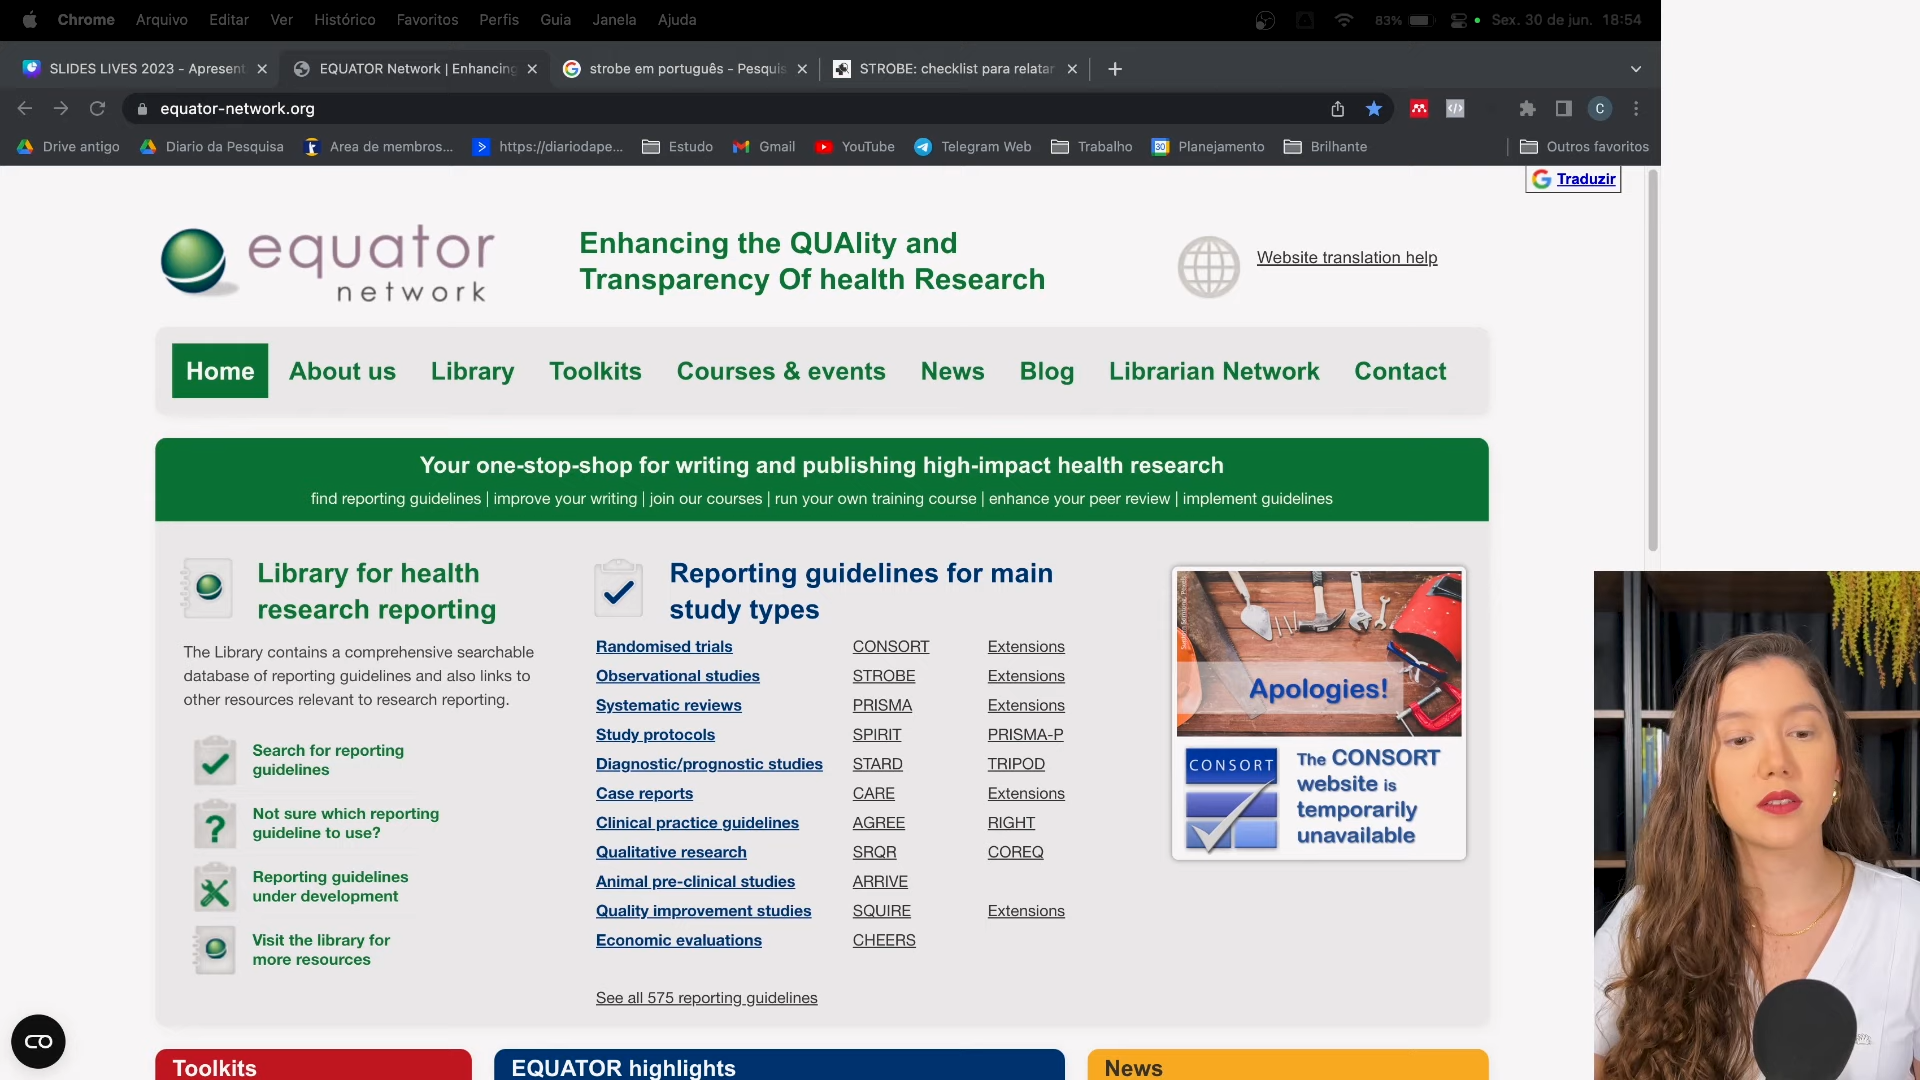 Chrome Arquivo Editar Ver Histórico Favoritos Perfis Guia Janela Ajuda 83% Sex. 30 de jun. 18:54
SLIDES LIVES 2023 - Apresent
EQUATOR Network | Enhancing
strobe em português - Pesquis
STROBE: checklist para relatar
equator-network.org
C
Drive antigo Diario da Pesquisa Area de membros... https://diariodape... Estudo Gmail YouTube Telegram Web Trabalho 30 Planejamento Brilhante Outros favoritos
Traduzir
equator
network
Enhancing the QUAlity and
Transparency Of health Research
Website translation help
Home About us Library Toolkits Courses & events News Blog Librarian Network Contact
Your one-stop-shop for writing and publishing high-impact health research
find reporting guidelines | improve your writing | join our courses | run your own training course | enhance your peer review | implement guidelines
Library for health
research reporting
The Library contains a comprehensive searchable
database of reporting guidelines and also links to
other resources relevant to research reporting.
Search for reporting
guidelines
Not sure which reporting
guideline to use?
Reporting guidelines
under development
Visit the library for
more resources
Reporting guidelines for main
study types
Randomised trials CONSORT Extensions
Observational studies STROBE Extensions
Systematic reviews PRISMA Extensions
Study protocols SPIRIT PRISMA-P
Diagnostic/prognostic studies STARD TRIPOD
Case reports CARE Extensions
Clinical practice guidelines AGREE RIGHT
Qualitative research SRQR COREQ
Animal pre-clinical studies ARRIVE
Quality improvement studies SQUIRE Extensions
Economic evaluations CHEERS
See all 575 reporting guidelines
Apologies!
CONSORT
The CONSORT
website is
temporarily
unavailable
Toolkits
EQUATOR highlights
News